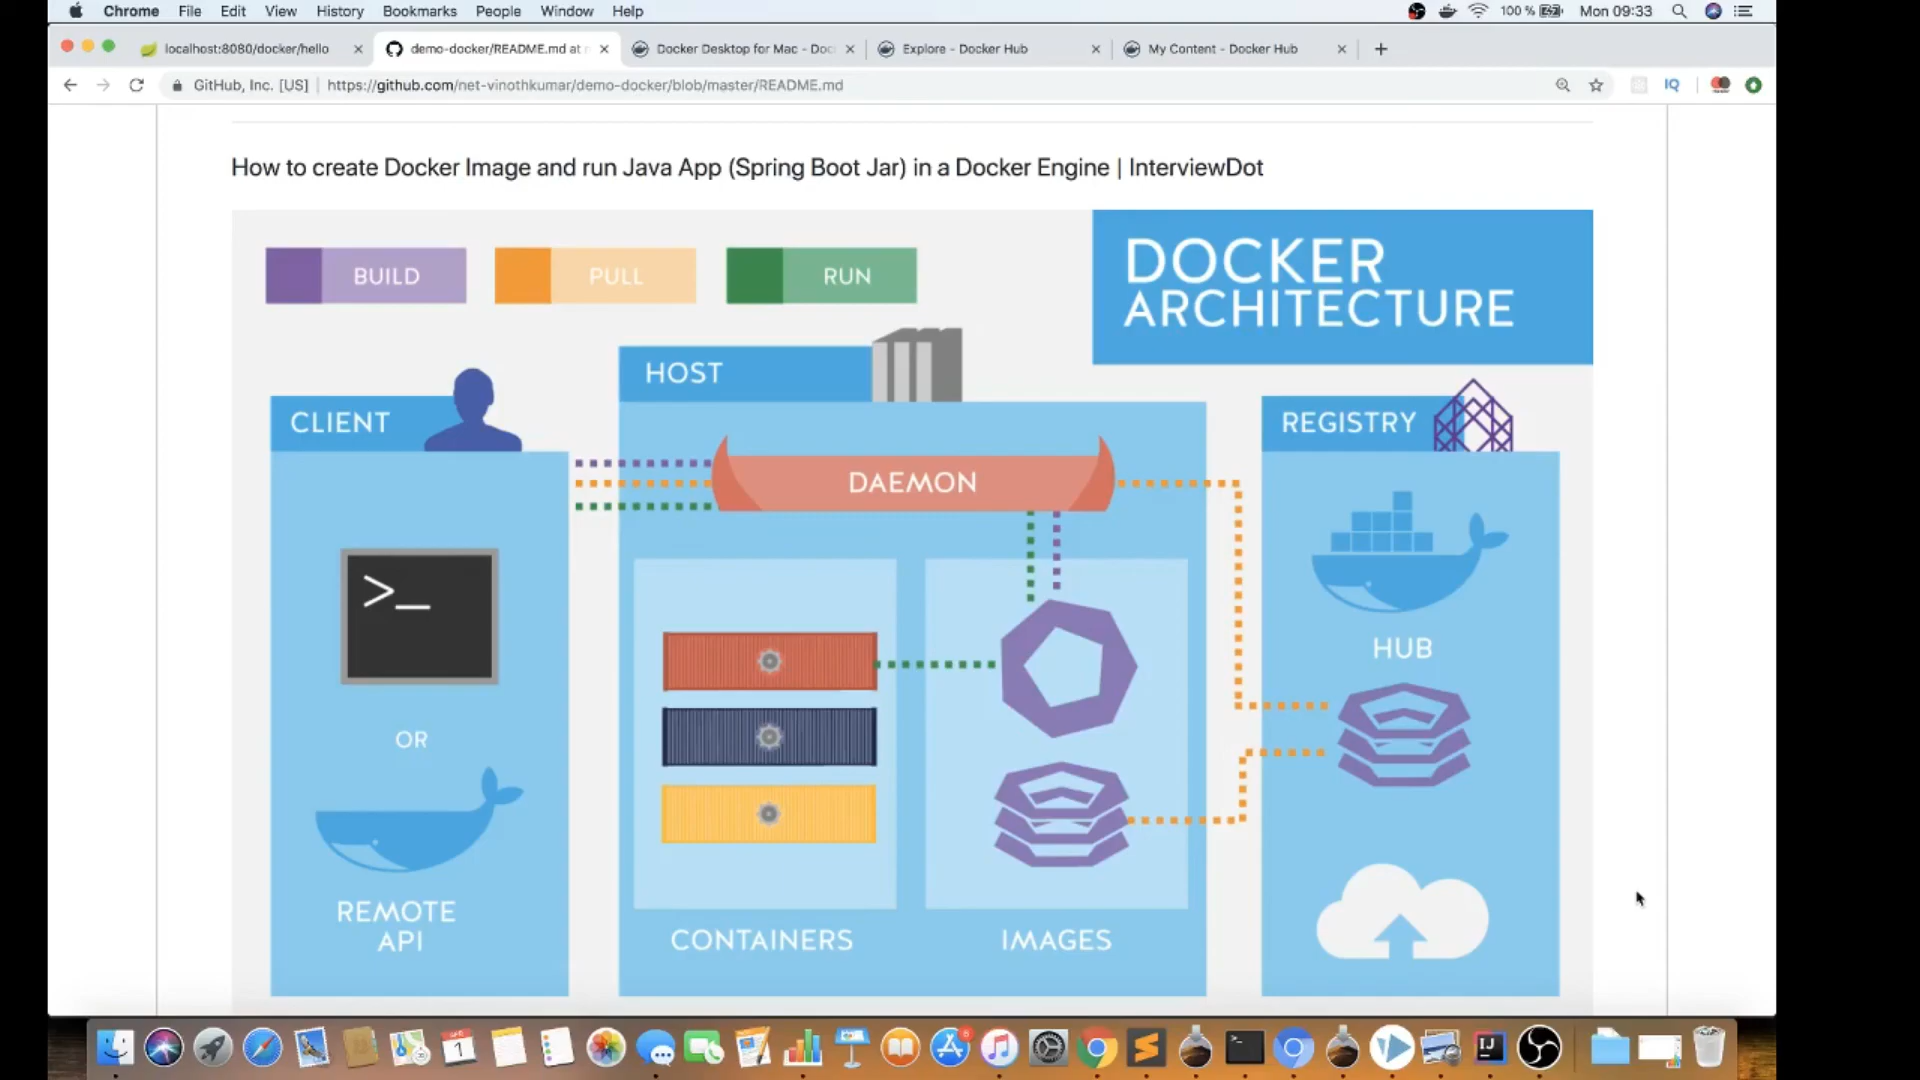 Chrome File Edit View History Bookmarks People Window Help 100 % Mon 09:33
localhost:8080/docker/hello demo-docker/README.md at Docker Desktop for Mac - Doc Explore - Docker Hub My Content - Docker Hub
GitHub, Inc. [US] https://github.com/net-vinothkumar/demo-docker/blob/master/README.md IQ
How to create Docker Image and run Java App (Spring Boot Jar) in a Docker Engine | InterviewDot
BUILD PULL RUN
DOCKER
ARCHITECTURE
HOST
CLIENT
REGISTRY
DAEMON
>_
HUB
OR
REMOTE
API
CONTAINERS
IMAGES
1
IJ